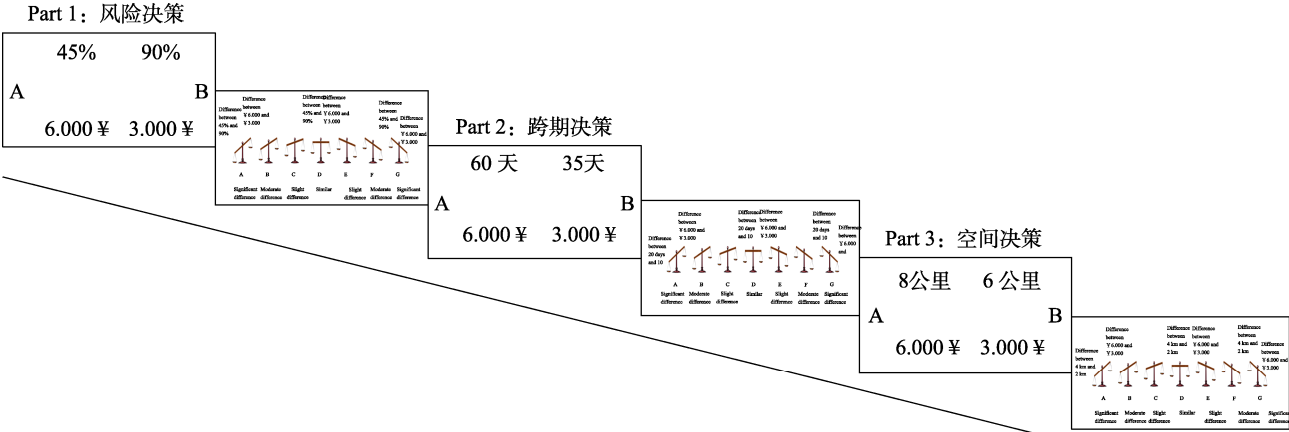 Part 1：风险决策
45% 90%
A B
6.000 ¥ 3.000 ¥
Difference between 45% and 90%
Difference between ¥ 6.000 and ¥ 3.000
Difference between 45% and 90%
Difference between ¥ 6.000 and ¥ 3.000
Difference between 45% and 90%
Difference between ¥ 6.000 and ¥ 3.000
A B C D E F G
Significant difference
Moderate difference
Slight difference
Similar
Slight difference
Moderate difference
Significant difference
Part 2：跨期决策
60 天 35天
A B
6.000 ¥ 3.000 ¥
Difference between 20 days and 10
Difference between ¥ 6.000 and ¥ 3.000
Difference between 20 days and 10
Difference between ¥ 6.000 and ¥ 3.000
Difference between 20 days and 10
Difference between ¥ 6.000 and
A B C D E F G
Significant difference
Moderate difference
Slight difference
Similar
Slight difference
Moderate difference
Significant difference
Part 3：空间决策
8公里 6 公里
A B
6.000 ¥ 3.000 ¥
Difference between 4 km and 2 km
Difference between ¥ 6.000 and ¥ 3.000
Difference between 4 km and 2 km
Difference between ¥ 6.000 and ¥ 3.000
Difference between 4 km and 2 km
Difference between ¥ 6.000 and ¥ 3.000
A B C D E F G
Significant difference
Moderate difference
Slight difference
Similar
Slight difference
Moderate difference
Significan difference